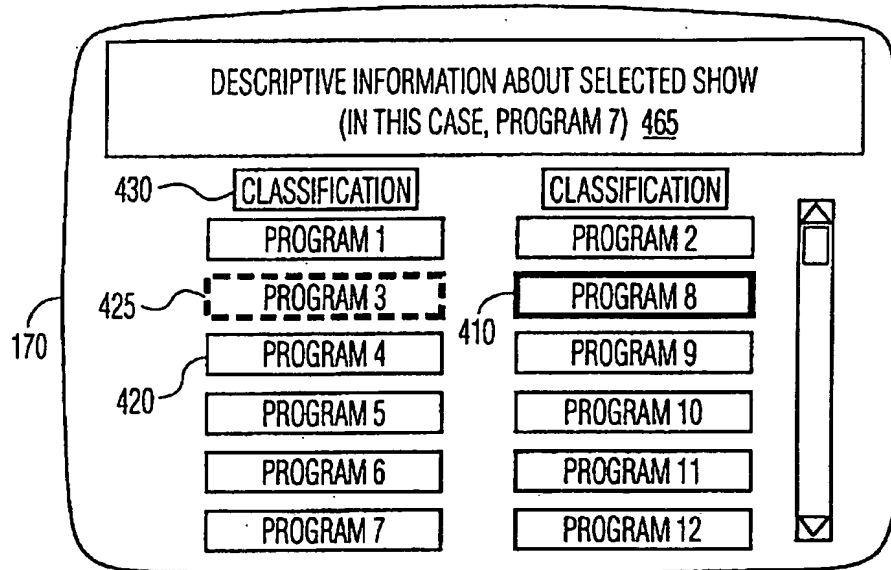 DESCRIPTIVE INFORMATION ABOUT SELECTED SHOW
(IN THIS CASE, PROGRAM 7) 465
430 CLASSIFICATION CLASSIFICATION
PROGRAM 1 PROGRAM 2
425 PROGRAM 3 410 PROGRAM 8
170
420 PROGRAM 4 PROGRAM 9
PROGRAM 5 PROGRAM 10
PROGRAM 6 PROGRAM 11
PROGRAM 7 PROGRAM 12